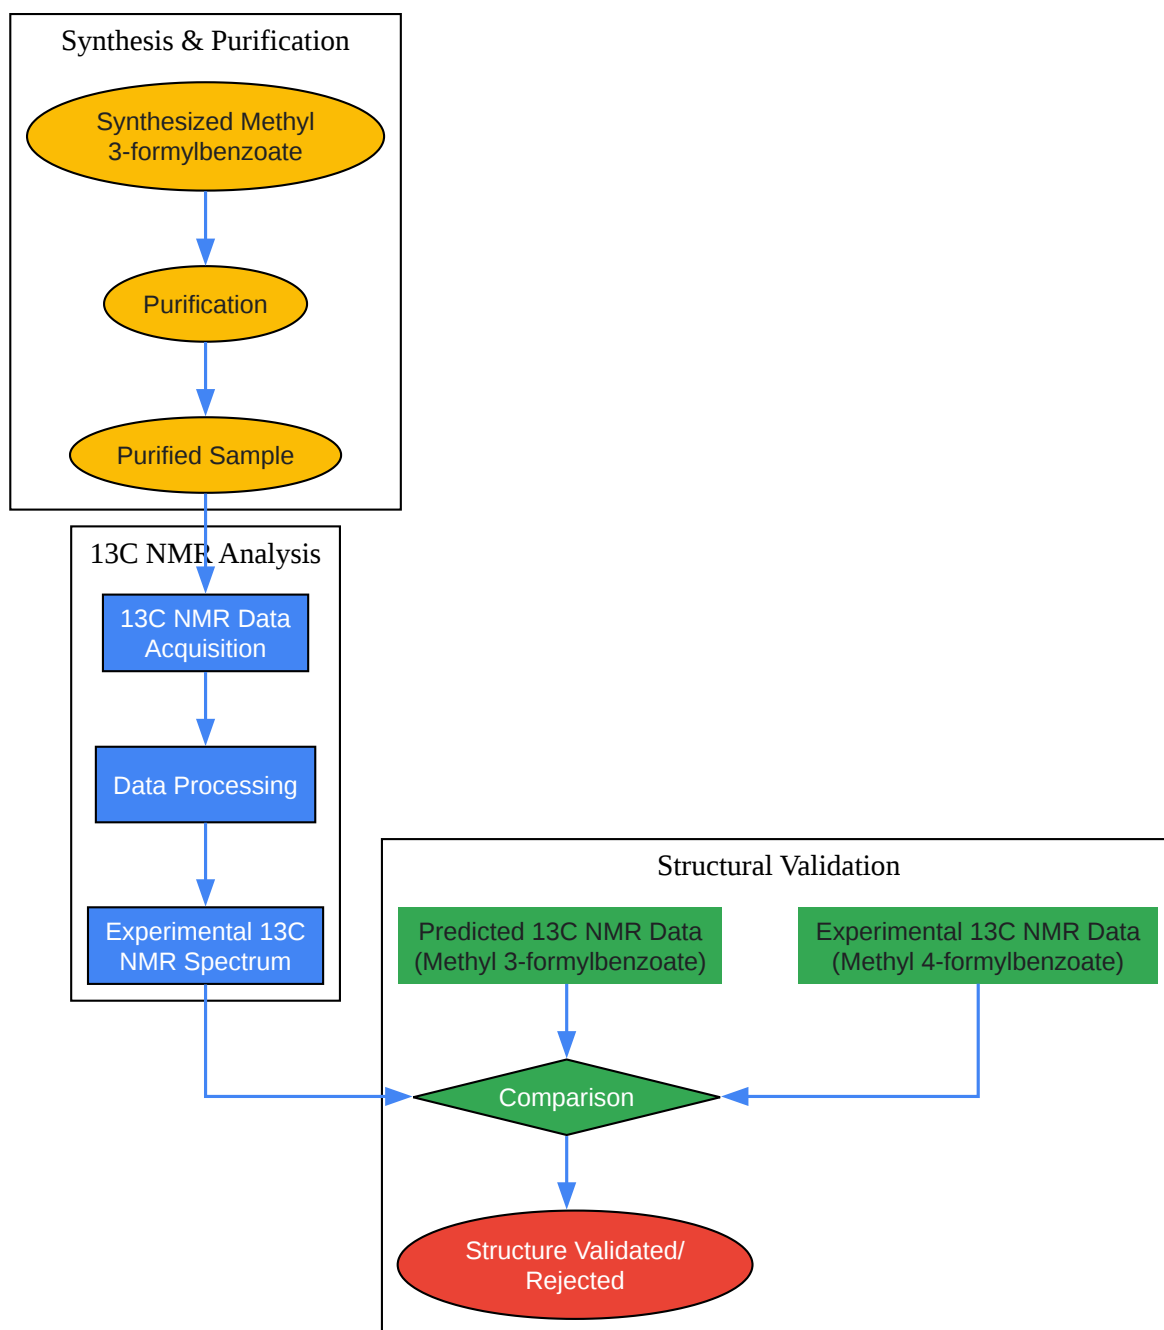 Synthesis & Purification
Synthesized Methyl
3-formylbenzoate
Purification
Purified Sample
13C NMR Analysis
13C NMR Data
Acquisition
Data Processing
Experimental 13C
NMR Spectrum
Structural Validation
Predicted 13C NMR Data
(Methyl 3-formylbenzoate)
Experimental 13C NMR Data
(Methyl 4-formylbenzoate)
Comparison
Structure Validated/
Rejected